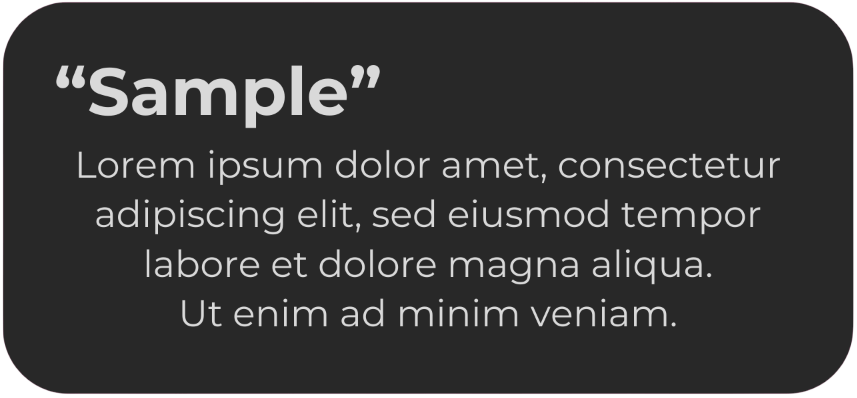 “Sample”
Lorem ipsum dolor amet, consectetur
adipiscing elit, sed eiusmod tempor
labore et dolore magna aliqua.
Ut enim ad minim veniam.